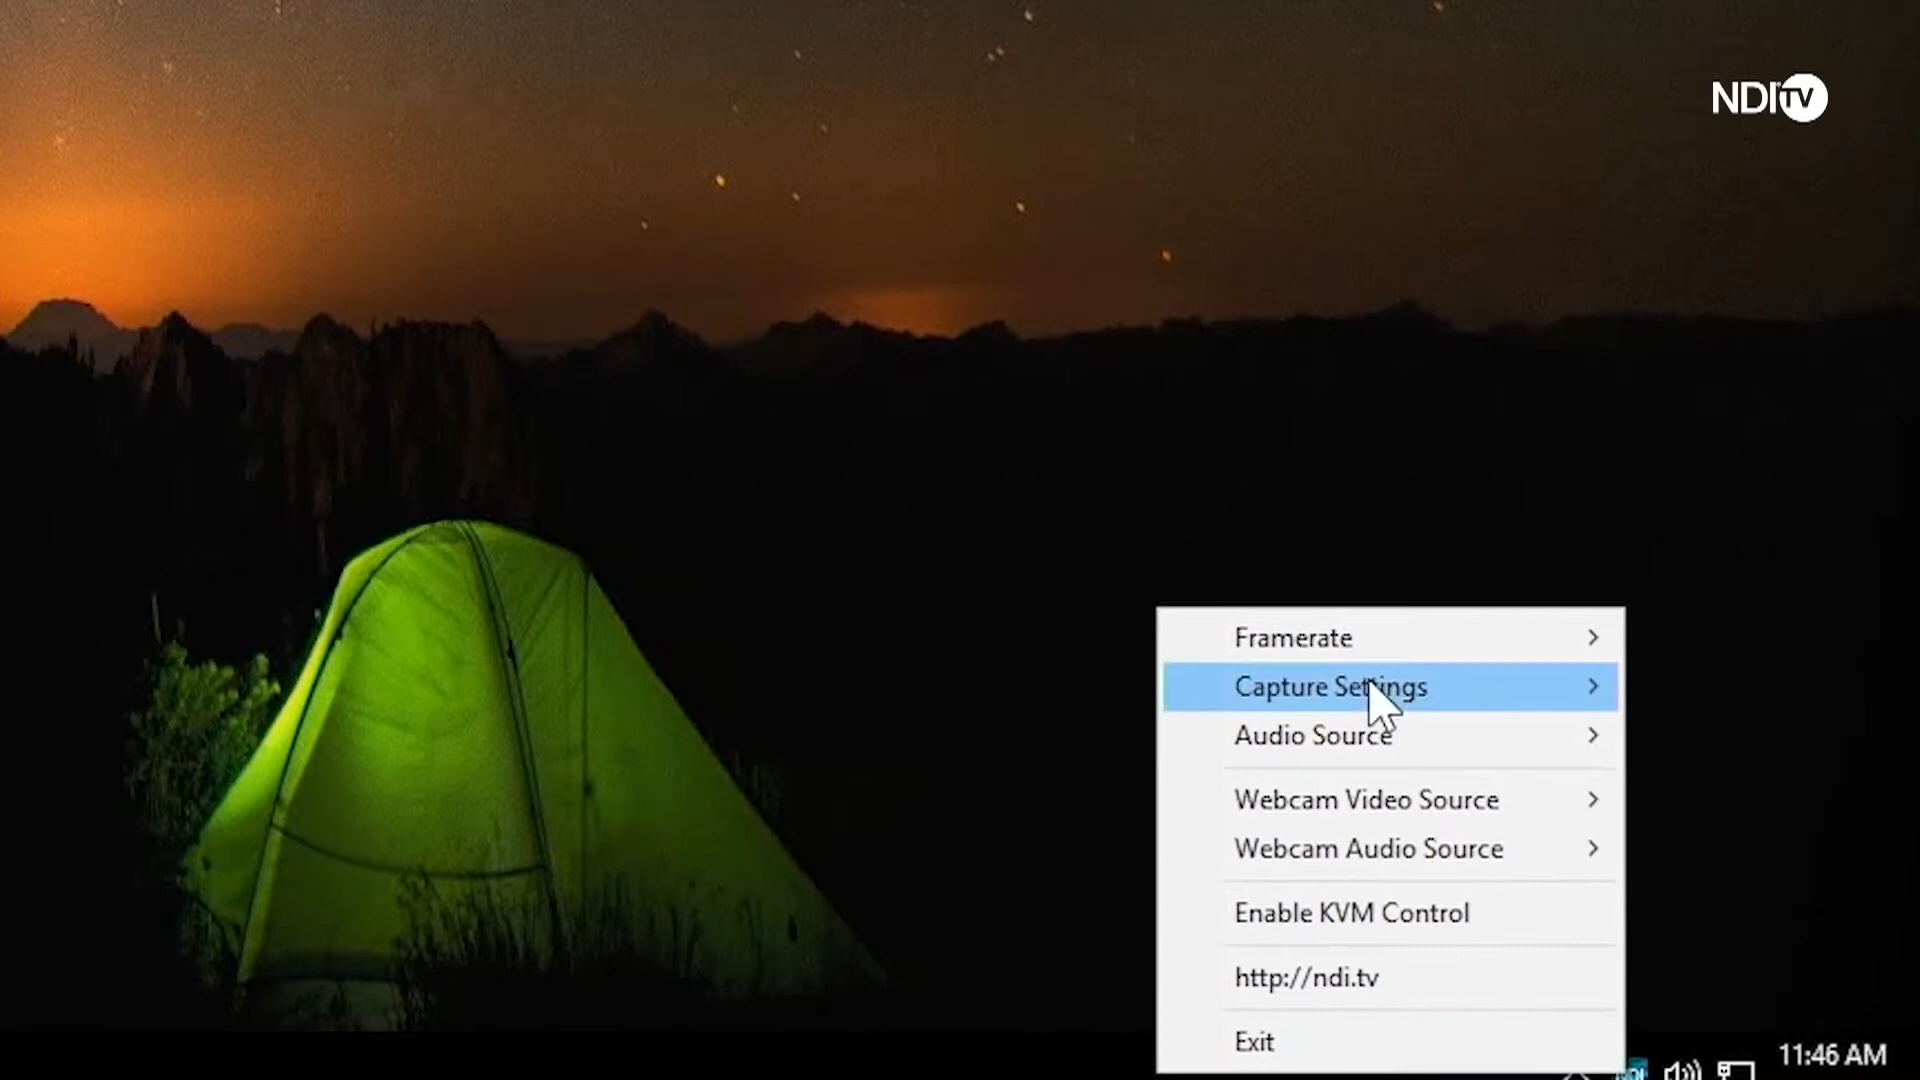 NDI TV
Framerate
Capture Settings
Audio Source
Webcam Video Source
Webcam Audio Source
Enable KVM Control
http://ndi.tv
Exit
NDI
11:46 AM